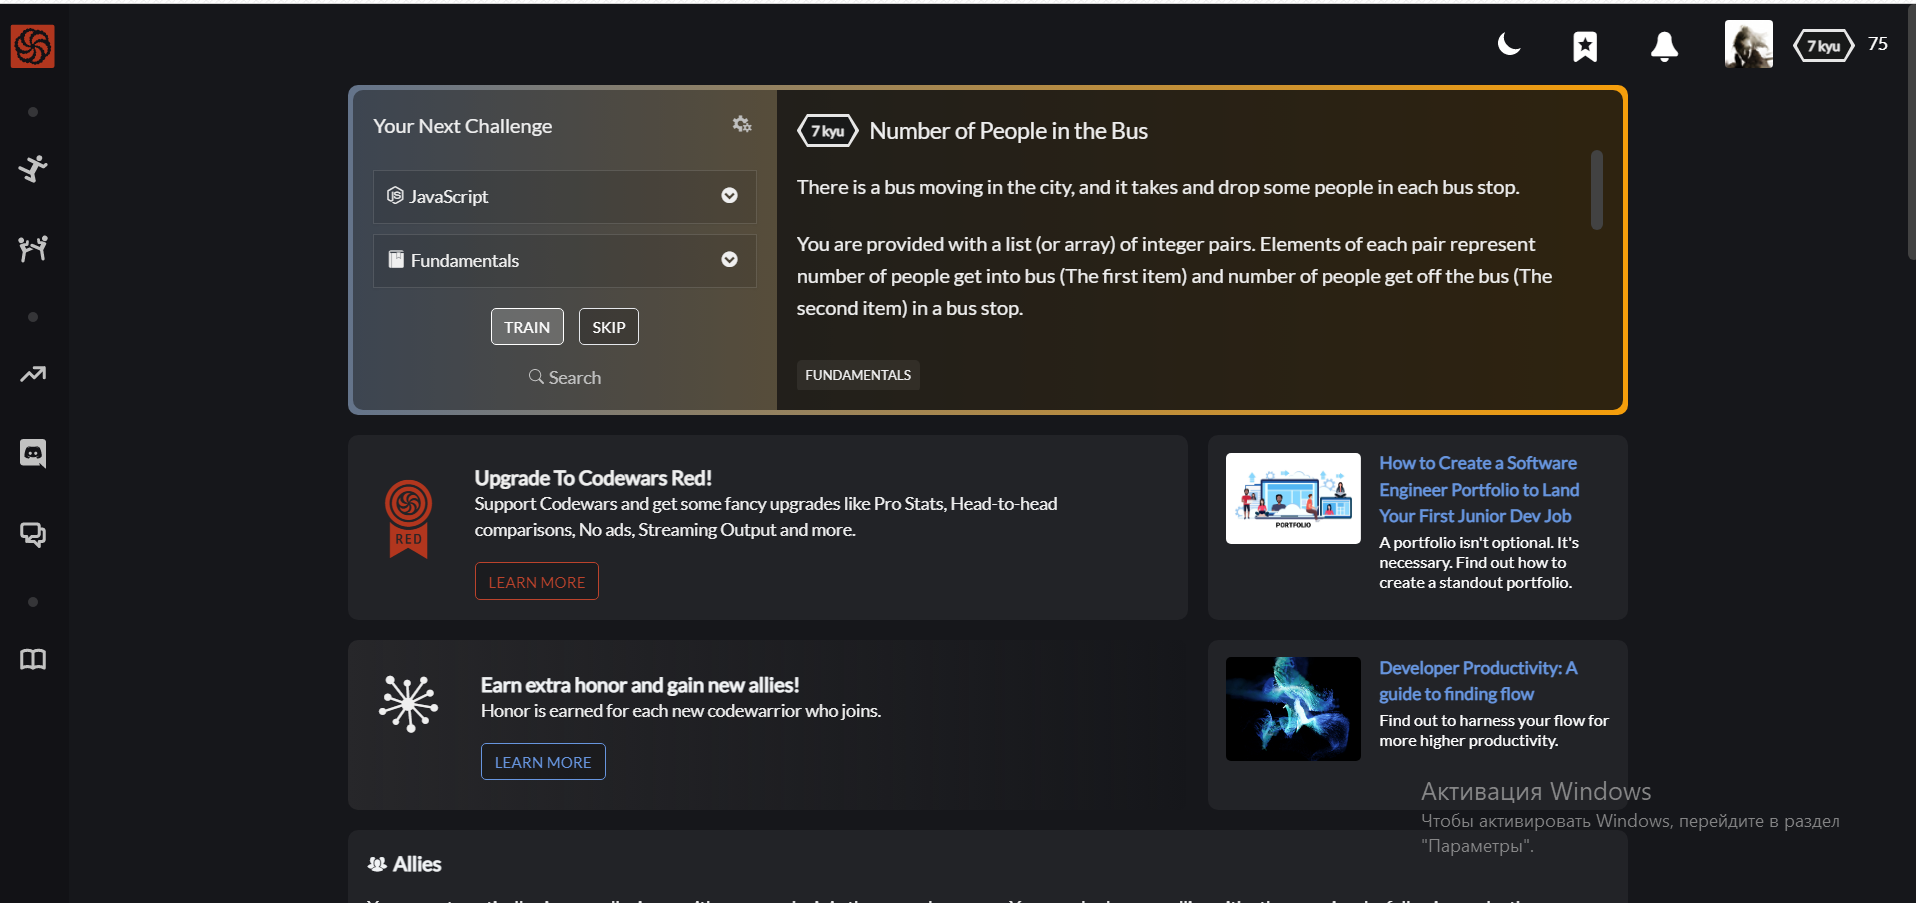 7 kyu 75
Your Next Challenge
JavaScript
Fundamentals
TRAIN SKIP
Search
7 kyu Number of People in the Bus
There is a bus moving in the city, and it takes and drop some people in each bus stop.
You are provided with a list (or array) of integer pairs. Elements of each pair represent
number of people get into bus (The first item) and number of people get off the bus (The
second item) in a bus stop.
FUNDAMENTALS
RED
Upgrade To Codewars Red!
Support Codewars and get some fancy upgrades like Pro Stats, Head-to-head
comparisons, No ads, Streaming Output and more.
LEARN MORE
PORTFOLIO
How to Create a Software
Engineer Portfolio to Land
Your First Junior Dev Job
A portfolio isn't optional. It's
necessary. Find out how to
create a standout portfolio.
Earn extra honor and gain new allies!
Honor is earned for each new codewarrior who joins.
LEARN MORE
Developer Productivity: A
guide to finding flow
Find out to harness your flow for
more higher productivity.
Активация Windows
Чтобы активировать Windows, перейдите в раздел
"Параметры".
Allies